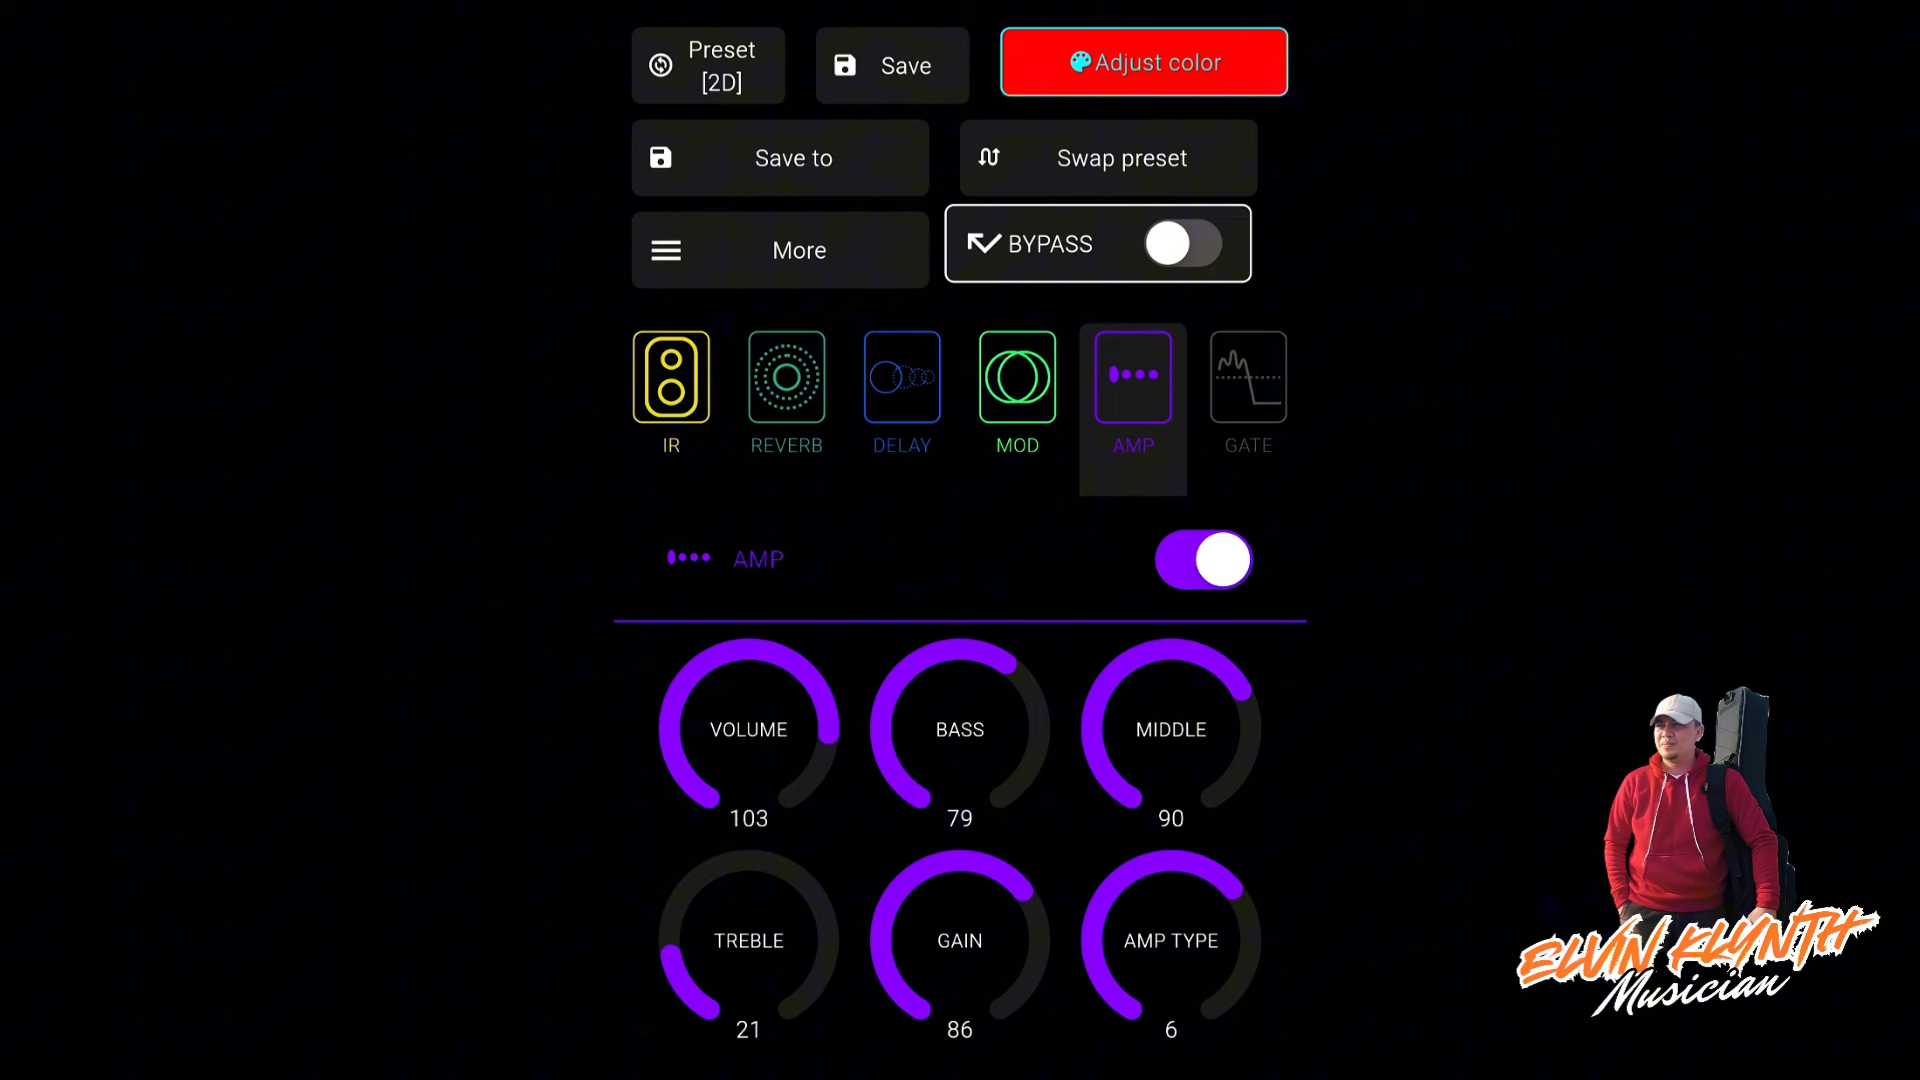 Preset
[2D]
Save
Adjust color
Save to
Swap preset
More
BYPASS
IR
REVERB
DELAY
MOD
AMP
GATE
AMP
VOLUME
BASS
MIDDLE
103
79
90
TREBLE
GAIN
AMP TYPE
21
86
6
ELVIN KLYNTH
Musician